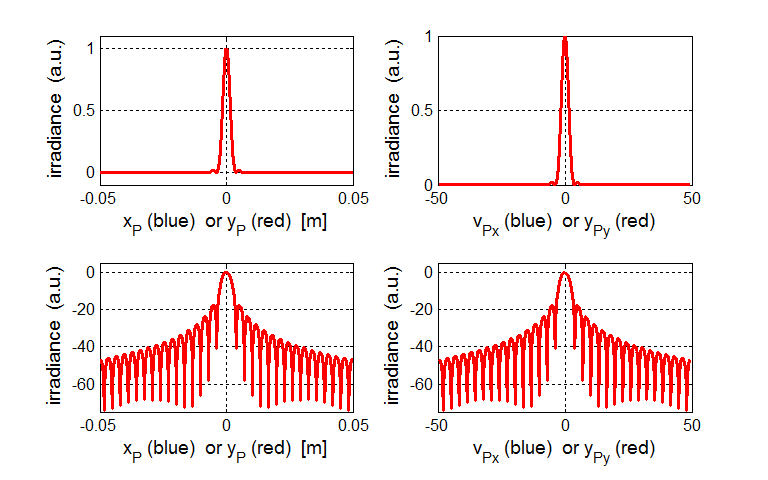 irradiance (a.u.)
1
0.5
0
-0.05 0 0.05
x_P (blue) or y_P (red) [m]
irradiance (a.u.)
1
0.5
0
-50 0 50
v_Px (blue) or y_Py (red)
irradiance (a.u.)
0
-20
-40
-60
-0.05 0 0.05
x_P (blue) or y_P (red) [m]
irradiance (a.u.)
0
-20
-40
-60
-50 0 50
v_Px (blue) or y_Py (red)